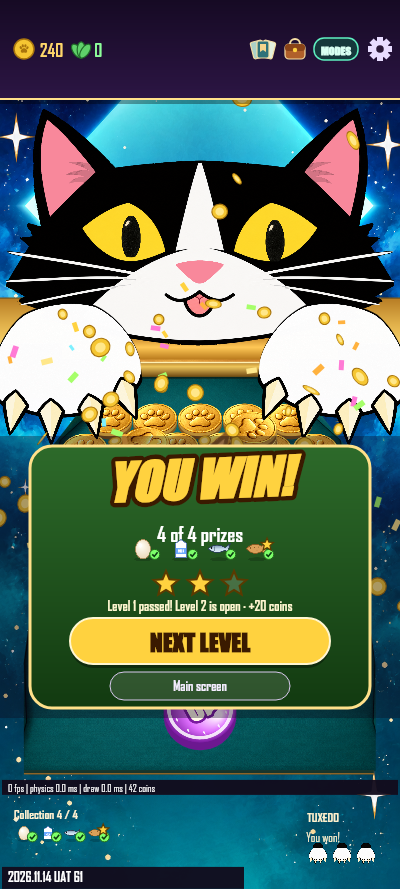 240
0
MODES
YOU WIN!
4 of 4 prizes
Level 1 passed! Level 2 is open · +20 coins
NEXT LEVEL
Main screen
0 fps | physics 0.0 ms | draw 0.0 ms | 42 coins
Collection 4 / 4
TUXEDO
You won!
2026.11.14 UAT 61